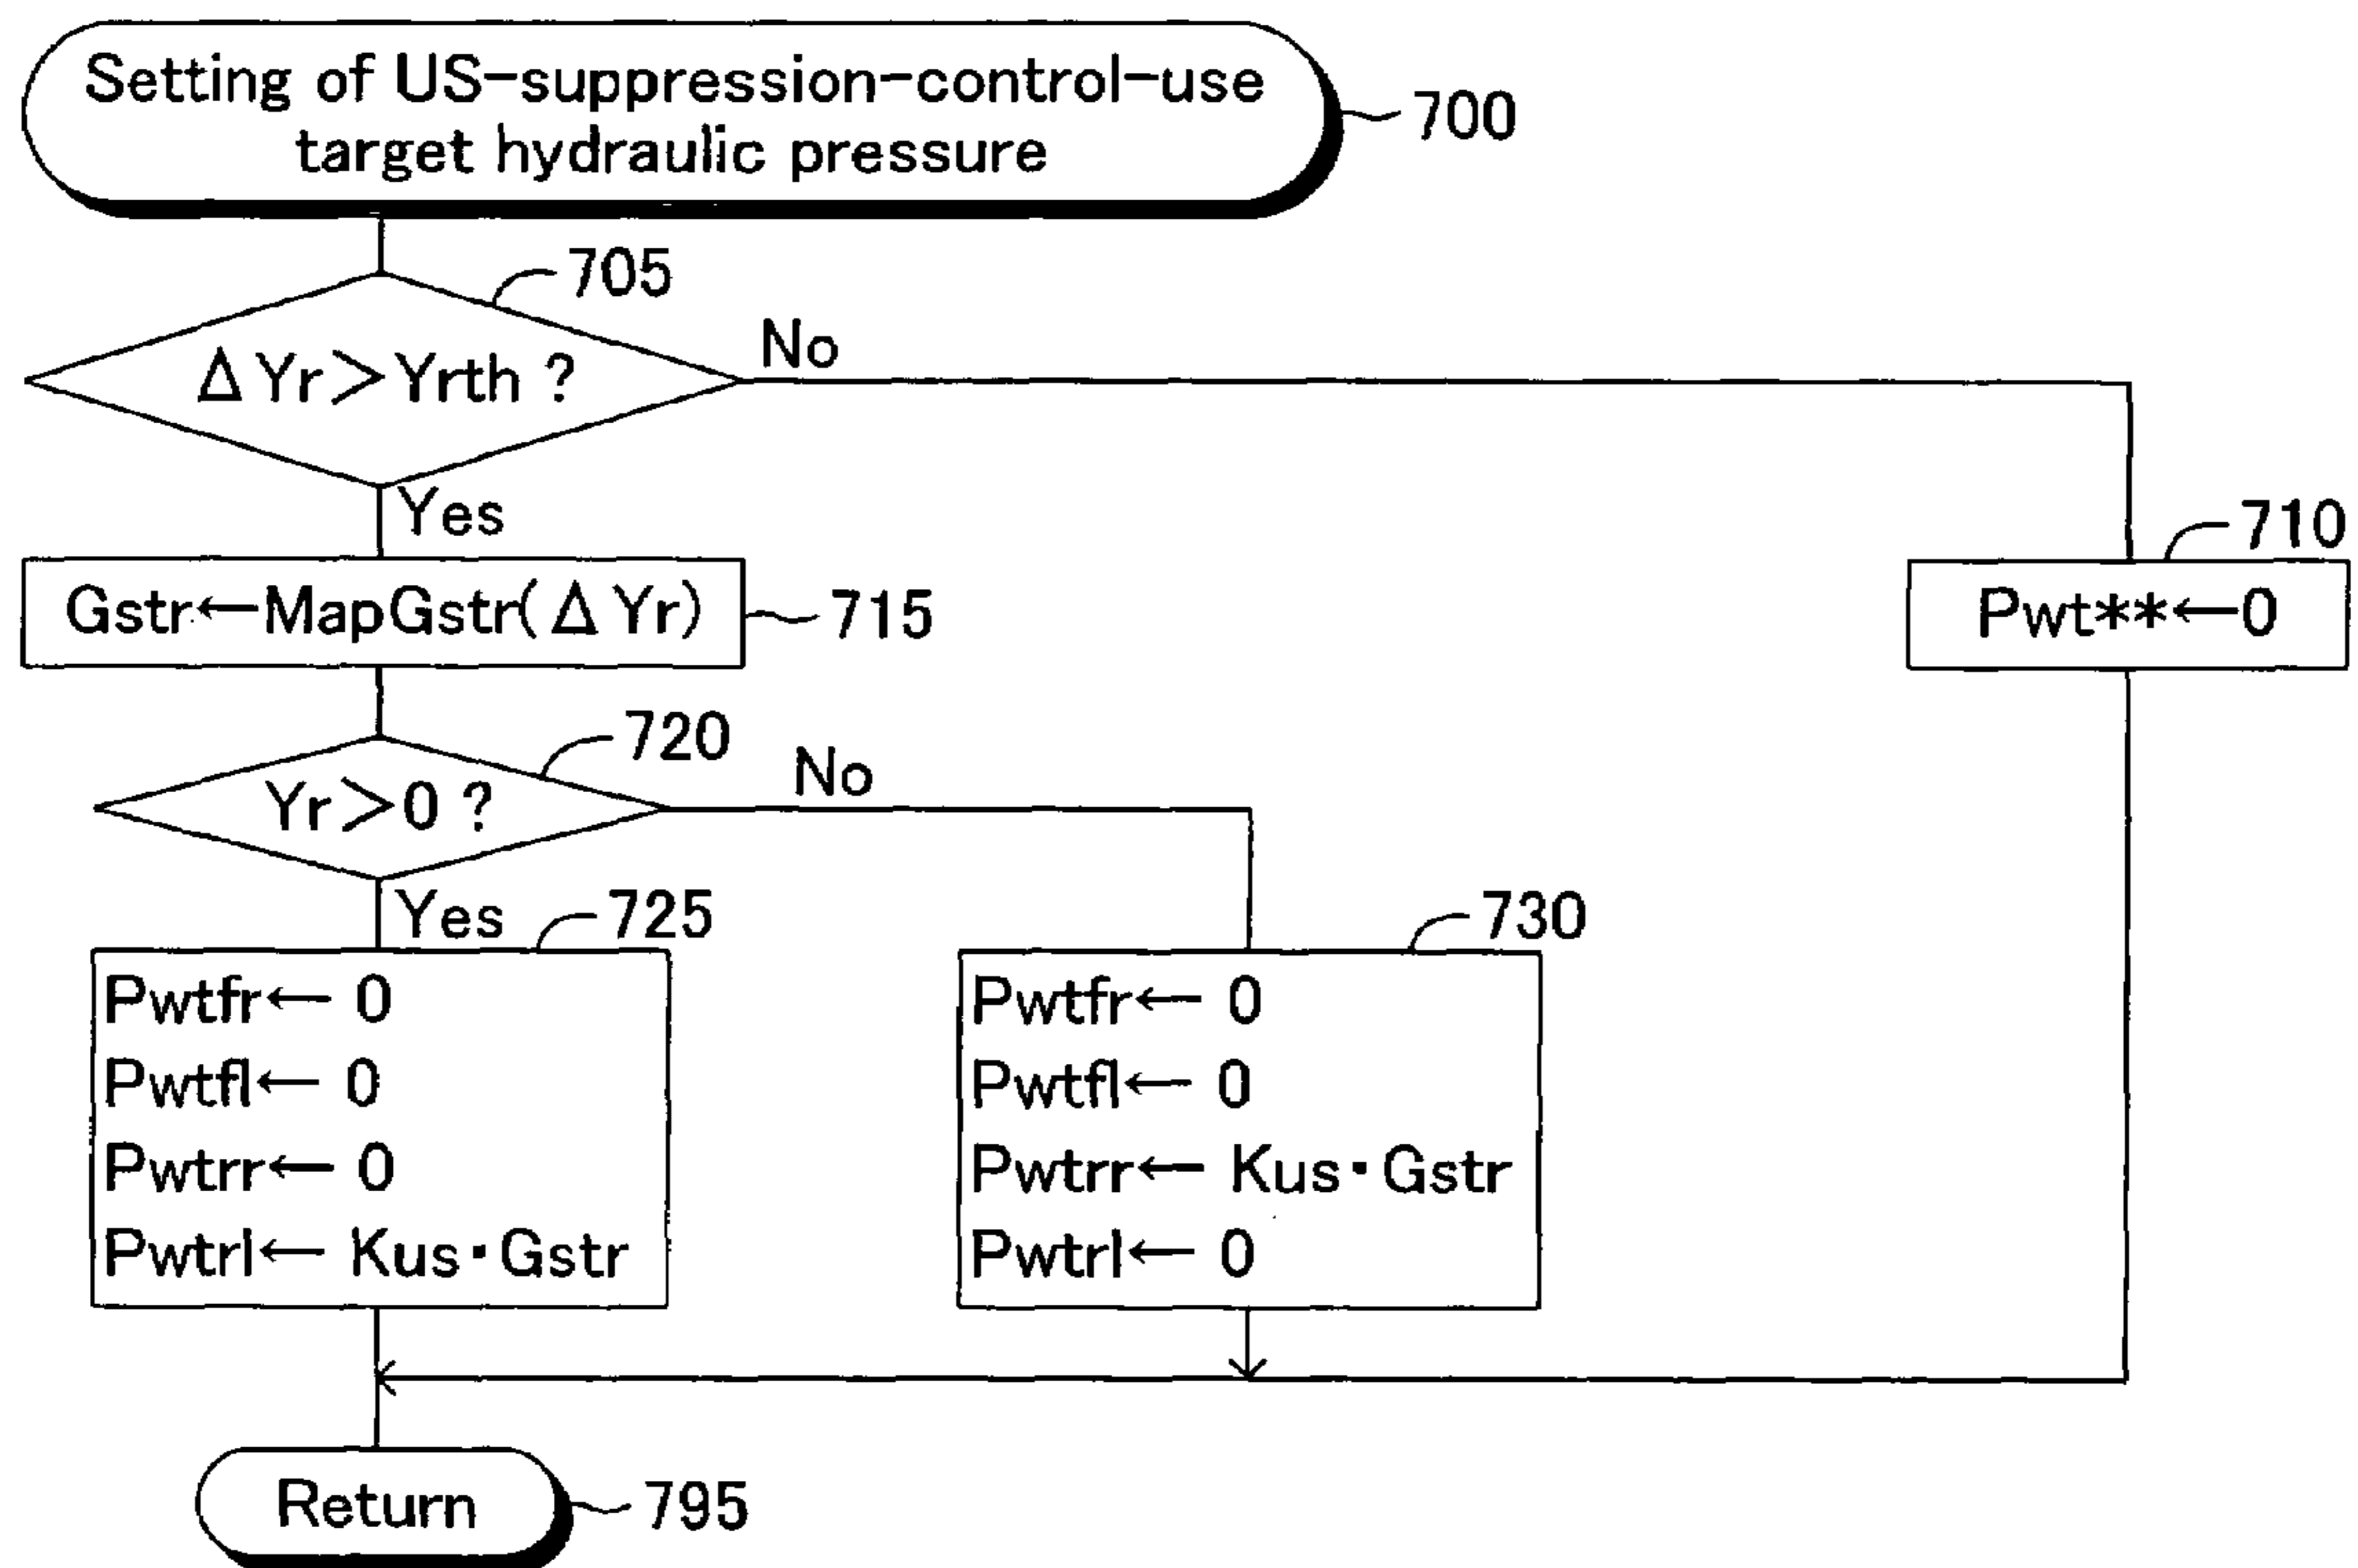 Setting of US-suppression-control-use
target hydraulic pressure
700
705
ΔYr>Yrth ?
No
Yes
710
Gstr←MapGstr(ΔYr)
715
Pwt**←0
720
Yr>0 ?
No
Yes
725
730
Pwtfr← 0
Pwtfl← 0
Pwtrr← 0
Pwtrl← Kus·Gstr
Pwtfr← 0
Pwtfl← 0
Pwtrr← Kus·Gstr
Pwtrl← 0
Return
795